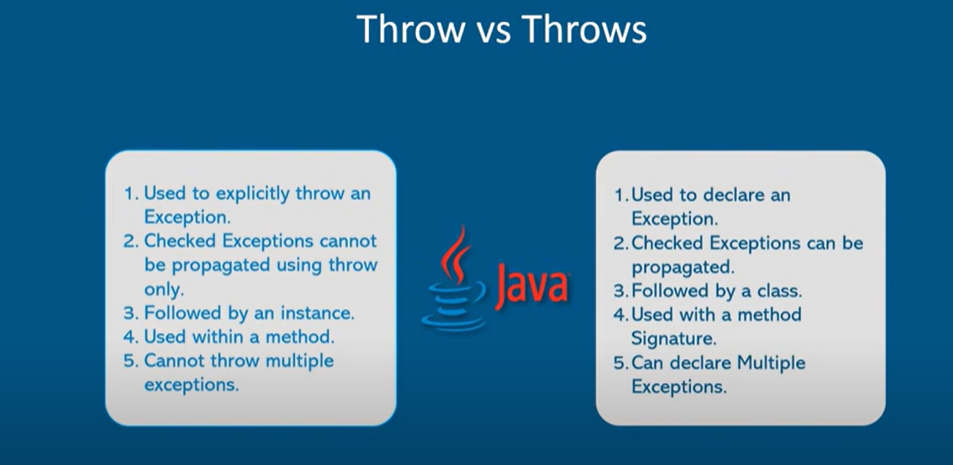 Throw vs Throws
1. Used to explicitly throw an
Exception.
2. Checked Exceptions cannot
be propagated using throw
only.
3. Followed by an instance.
4. Used within a method.
5. Cannot throw multiple
exceptions.
Java
1. Used to declare an
Exception.
2. Checked Exceptions can be
propagated.
3. Followed by a class.
4. Used with a method
Signature.
5. Can declare Multiple
Exceptions.